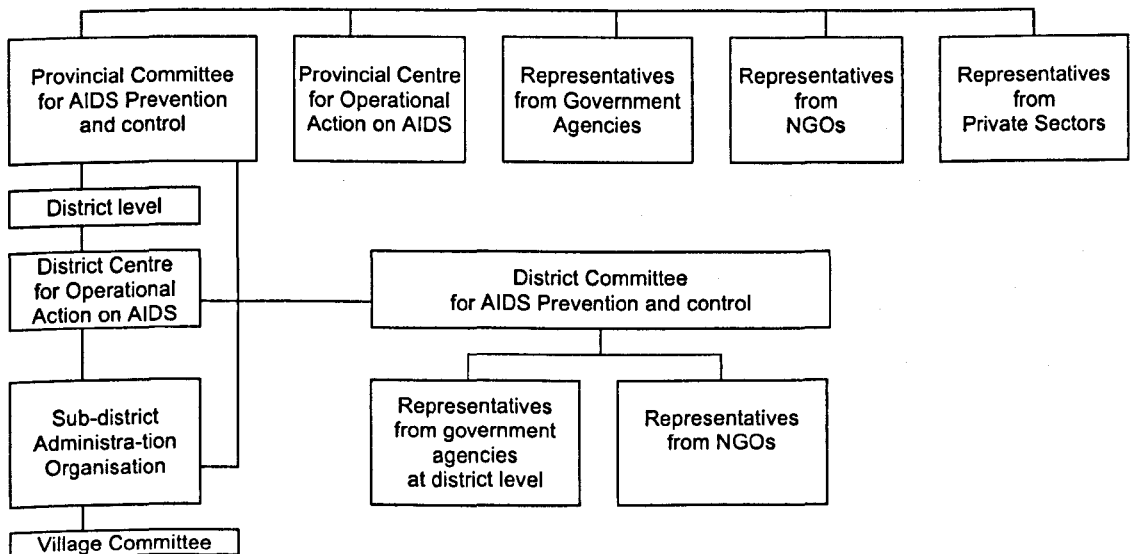 Provincial Committee
for AIDS Prevention
and control
Provincial Centre
for Operational
Action on AIDS
Representatives
from Government
Agencies
Representatives
from
NGOs
Representatives
from
Private Sectors
District level
District Centre
for Operational
Action on AIDS
District Committee
for AIDS Prevention and control
Sub-district
Administra-tion
Organisation
Representatives
from government
agencies
at district level
Representatives
from NGOs
Village Committee